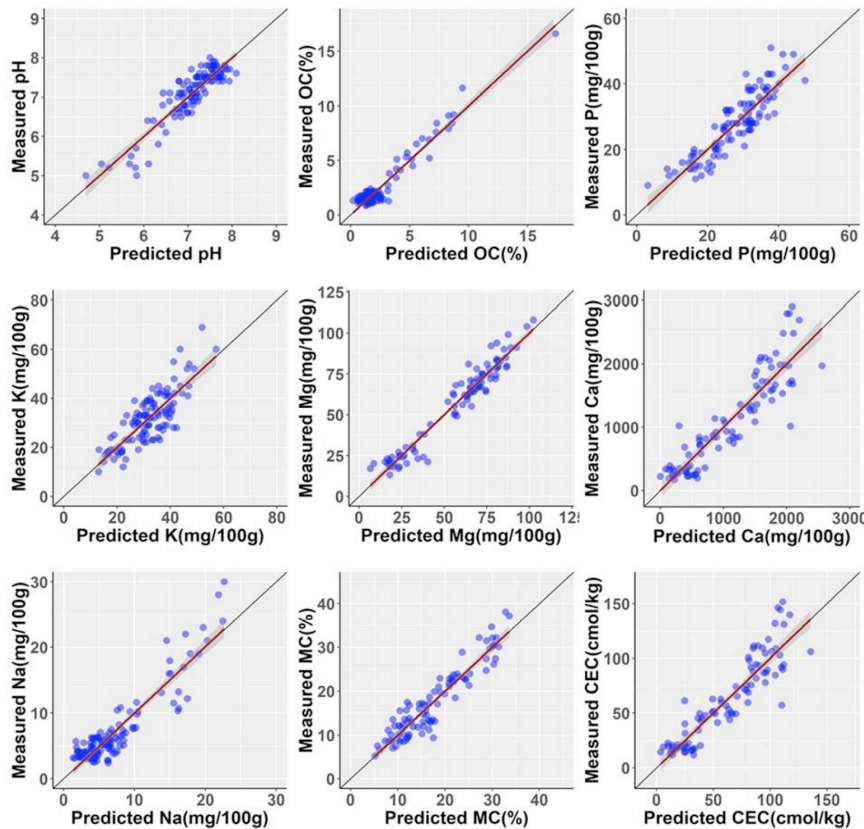 Measured pH
9
8
7
6
5
4
4 5 6 7 8 9
Predicted pH
Measured OC(%)
15
10
5
0
0 5 10 15
Predicted OC(%)
Measured P(mg/100g)
60
40
20
0
0 20 40 60
Predicted P(mg/100g)
Measured K(mg/100g)
80
60
40
20
0
0 20 40 60 80
Predicted K(mg/100g)
Measured Mg(mg/100g)
125
100
75
50
25
0
0 25 50 75 100 125
Predicted Mg(mg/100g)
Measured Ca(mg/100g)
3000
2000
1000
0
0 1000 2000 3000
Predicted Ca(mg/100g)
Measured Na(mg/100g)
30
20
10
0
0 10 20 30
Predicted Na(mg/100g)
Measured MC(%)
40
30
20
10
0
0 10 20 30 40
Predicted MC(%)
Measured CEC(cmol/kg)
150
100
50
0
0 50 100 150
Predicted CEC(cmol/kg)